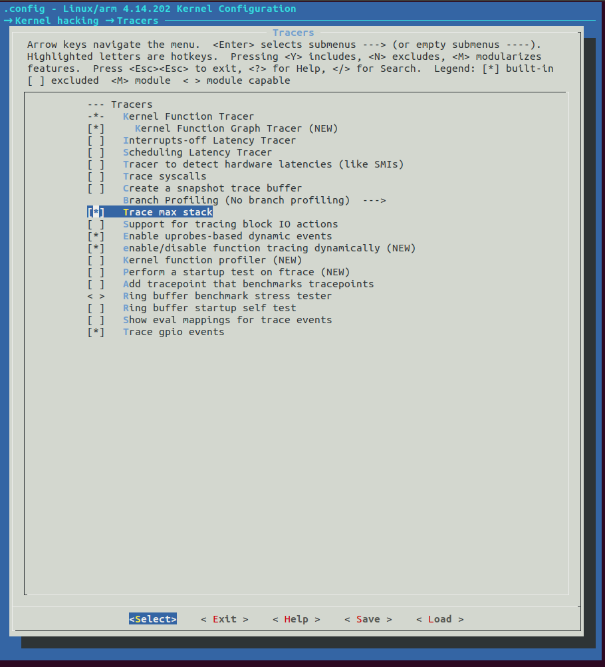 .config - Linux/arm 4.14.202 Kernel Configuration
→ Kernel hacking → Tracers
Tracers
Arrow keys navigate the menu.  <Enter> selects submenus ---> (or empty submenus ----).
Highlighted letters are hotkeys.  Pressing <Y> includes, <N> excludes, <M> modularizes
features.  Press <Esc><Esc> to exit, <?> for Help, </> for Search.  Legend: [*] built-in
[ ] excluded  <M> module  < > module capable
--- Tracers
-*-   Kernel Function Tracer
[*]     Kernel Function Graph Tracer (NEW)
[ ]   Interrupts-off Latency Tracer
[ ]   Scheduling Latency Tracer
[ ]   Tracer to detect hardware latencies (like SMIs)
[ ]   Trace syscalls
[ ]   Create a snapshot trace buffer
Branch Profiling (No branch profiling)  --->
[*]   Trace max stack
[ ]   Support for tracing block IO actions
[*]   Enable uprobes-based dynamic events
[*]   enable/disable function tracing dynamically (NEW)
[ ]   Kernel function profiler (NEW)
[ ]   Perform a startup test on ftrace (NEW)
[ ]   Add tracepoint that benchmarks tracepoints
< >   Ring buffer benchmark stress tester
[ ]   Ring buffer startup self test
[ ]   Show eval mappings for trace events
[*]   Trace gpio events
<Select>    < Exit >    < Help >    < Save >    < Load >